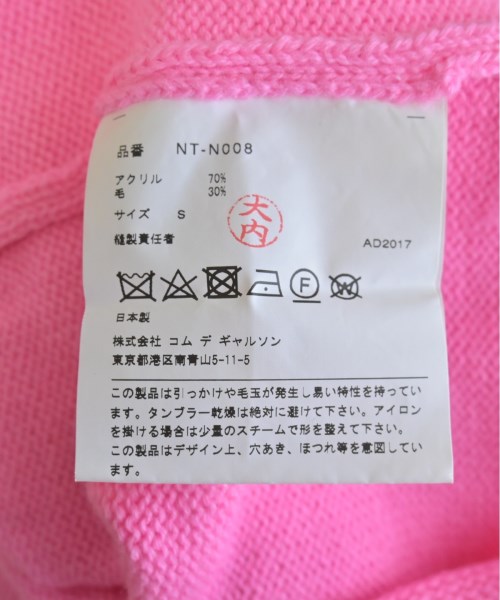 品番 NT-N008
アクリル 70%
毛 30%
サイズ S
大内
縫製責任者 AD2017
F W
日本製
株式会社 コム デ ギャルソン
東京都港区南青山5-11-5
この製品は引っかけや毛玉が発生し易い特性を持ってい
ます。タンブラー乾燥は絶対に避けて下さい。アイロン
を掛ける場合は少量のスチームで形を整えて下さい。
この製品はデザイン上、穴あき、ほつれ等を意図してい
ます。